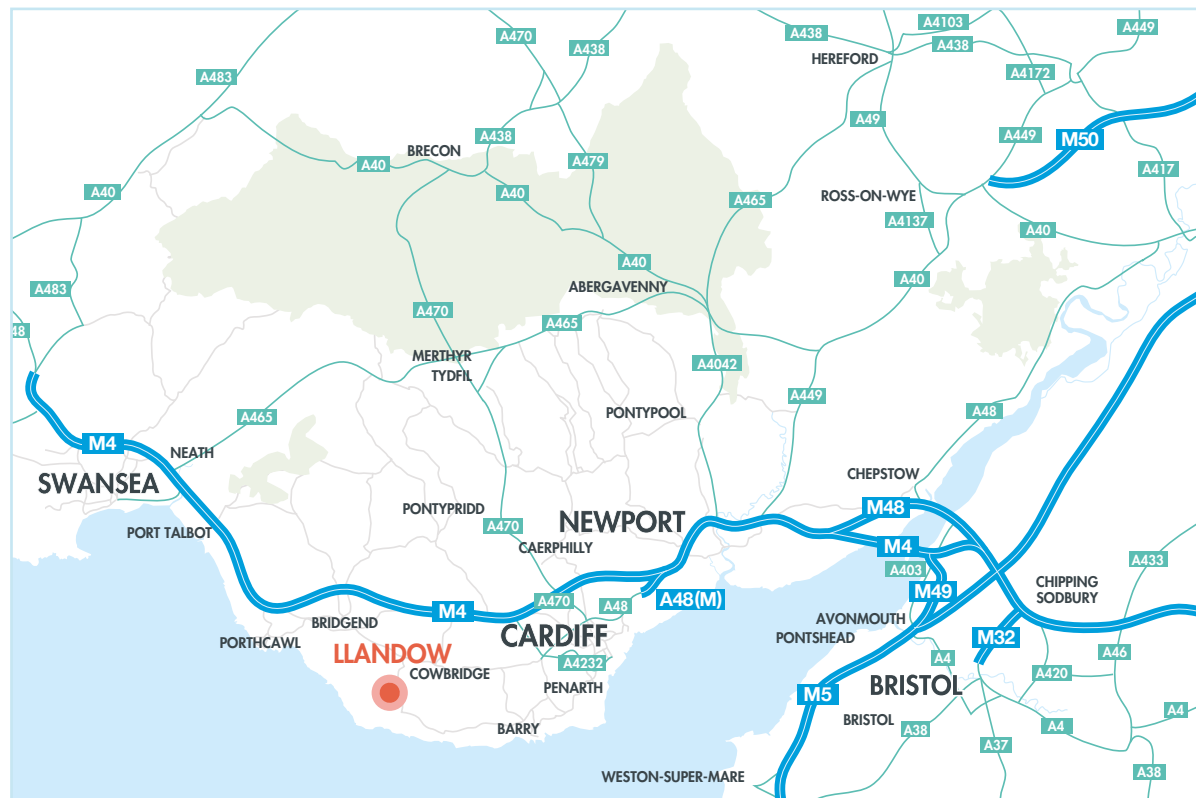 A470
A438
A438
A4103
A438
A449
HEREFORD
A483
A4172
A49
A438
A449
M50
BRECON
A40
A479
A417
A40
A40
A465
ROSS-ON-WYE
A4137
A40
A40
A40
A483
ABERGAVENNY
A470
A465
48
MERTHYR
TYDFIL
A4042
A449
A465
PONTYPOOL
A48
M4
NEATH
SWANSEA
CHEPSTOW
PONTYPRIDD
M48
PORT TALBOT
A470
NEWPORT
CAERPHILLY
M4
A403
A433
M49
CHIPPING
SODBURY
A470
A48
A48(M)
M4
BRIDGEND
AVONMOUTH
PORTHCAWL
CARDIFF
PONTSHEAD
M32
LLANDOW
A4
A46
COWBRIDGE
A4232
A420
PENARTH
BRISTOL
M5
A4
BARRY
BRISTOL
A38
A4
A37
WESTON-SUPER-MARE
A38